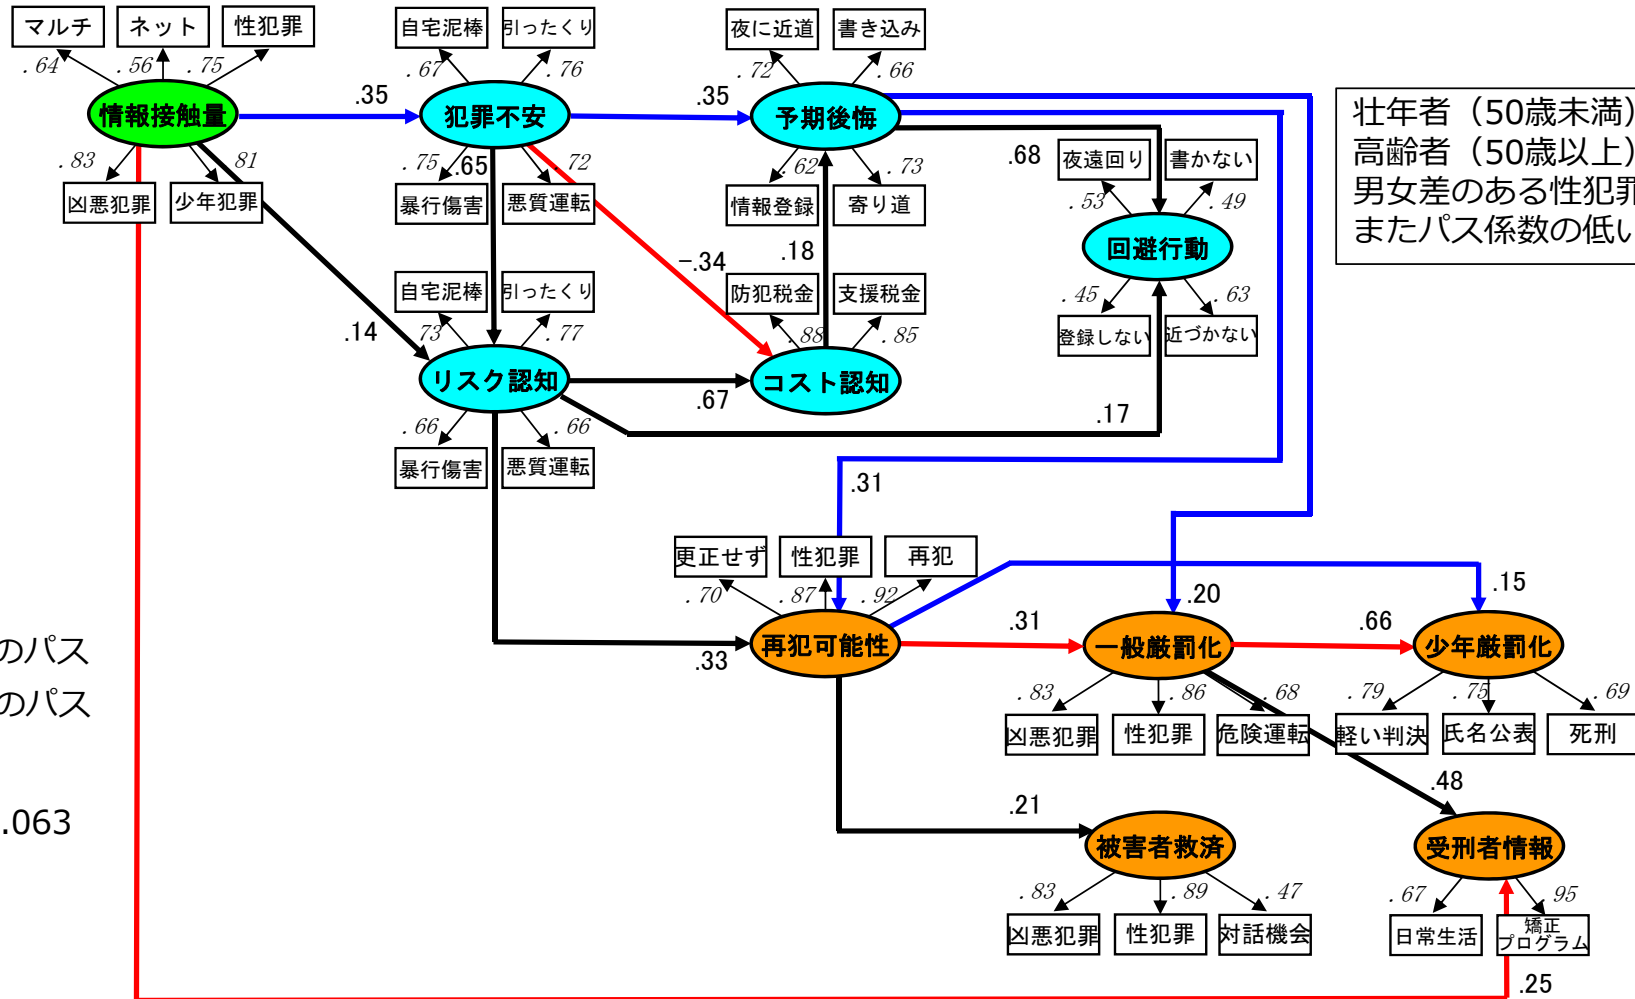 マルチ
ネット
性犯罪
.64
.56
.75
情報接触量
.83
.81
凶悪犯罪
少年犯罪
.35
自宅泥棒
引ったくり
.67
.76
犯罪不安
.75
.65
.72
暴行傷害
悪質運転
.35
夜に近道
書き込み
.72
.66
予期後悔
.62
.73
情報登録
寄り道
.68
夜遠回り
書かない
.53
.49
回避行動
.45
.63
登録しない
近づかない
壮年者（50歳未満）
高齢者（50歳以上）
男女差のある性犯罪
またパス係数の低い
.14
自宅泥棒
引ったくり
.73
.77
リスク認知
.66
.66
暴行傷害
悪質運転
-.34
.18
防犯税金
支援税金
.88
.85
コスト認知
.67
.17
.31
更正せず
性犯罪
再犯
.70
.87
.92
再犯可能性
.33
.31
.20
一般厳罰化
.83
.86
.68
凶悪犯罪
性犯罪
危険運転
.66
.15
少年厳罰化
.79
.75
.69
軽い判決
氏名公表
死刑
.48
.21
被害者救済
.83
.89
.47
凶悪犯罪
性犯罪
対話機会
受刑者情報
.67
.95
日常生活
矯正
プログラム
.25
のパス
のパス
.063